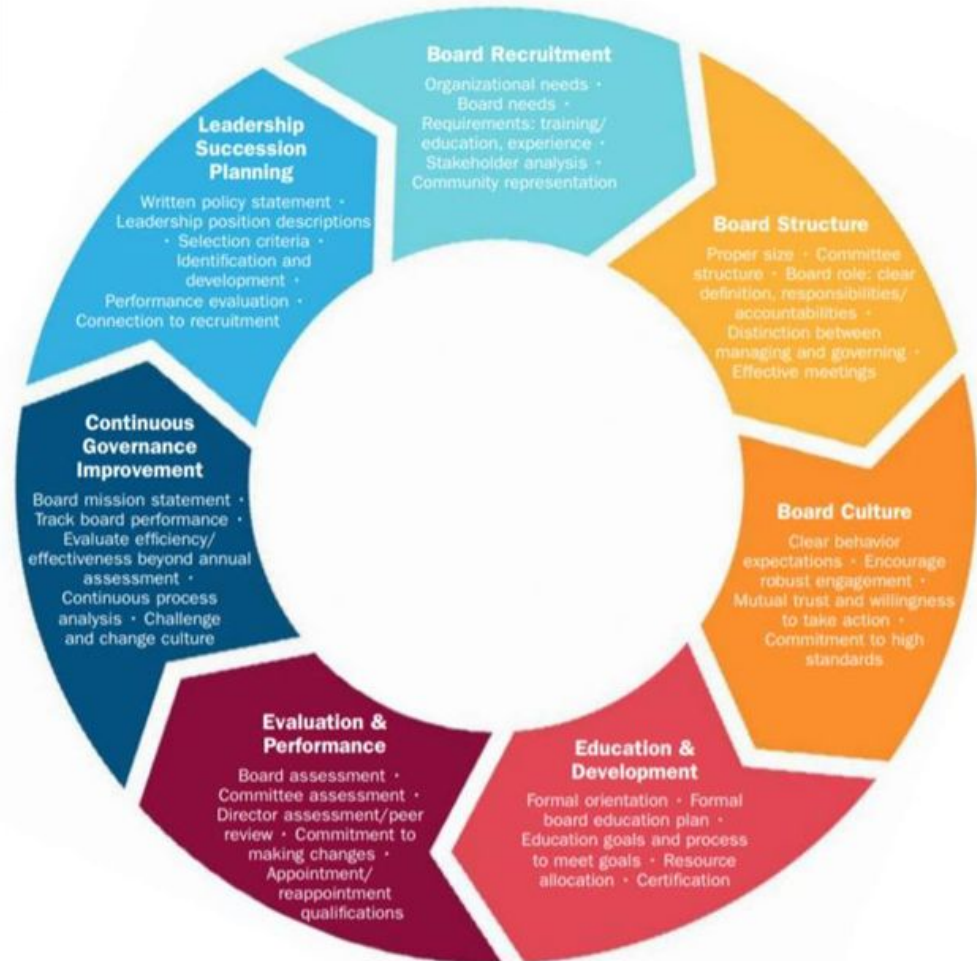 Board Recruitment
Organizational needs ·
Board needs ·
Requirements: training/
education, experience ·
Stakeholder analysis ·
Community representation
Board Structure
Proper size · Committee
structure · Board role: clear
definition, responsibilities/
accountabilities ·
Distinction between
managing and governing ·
Effective meetings
Board Culture
Clear behavior
expectations · Encourage
robust engagement ·
Mutual trust and willingness
to take action ·
Commitment to high
standards
Education &
Development
Formal orientation · Formal
board education plan ·
Education goals and process
to meet goals · Resource
allocation · Certification
Evaluation &
Performance
Board assessment ·
Committee assessment ·
Director assessment/peer
review · Commitment to
making changes ·
Appointment/
reappointment
qualifications
Continuous
Governance
Improvement
Board mission statement ·
Track board performance ·
Evaluate efficiency/
effectiveness beyond annual
assessment ·
Continuous process
analysis · Challenge
and change culture
Leadership
Succession
Planning
Written policy statement ·
Leadership position descriptions
· Selection criteria ·
Identification and
development ·
Performance evaluation ·
Connection to recruitment